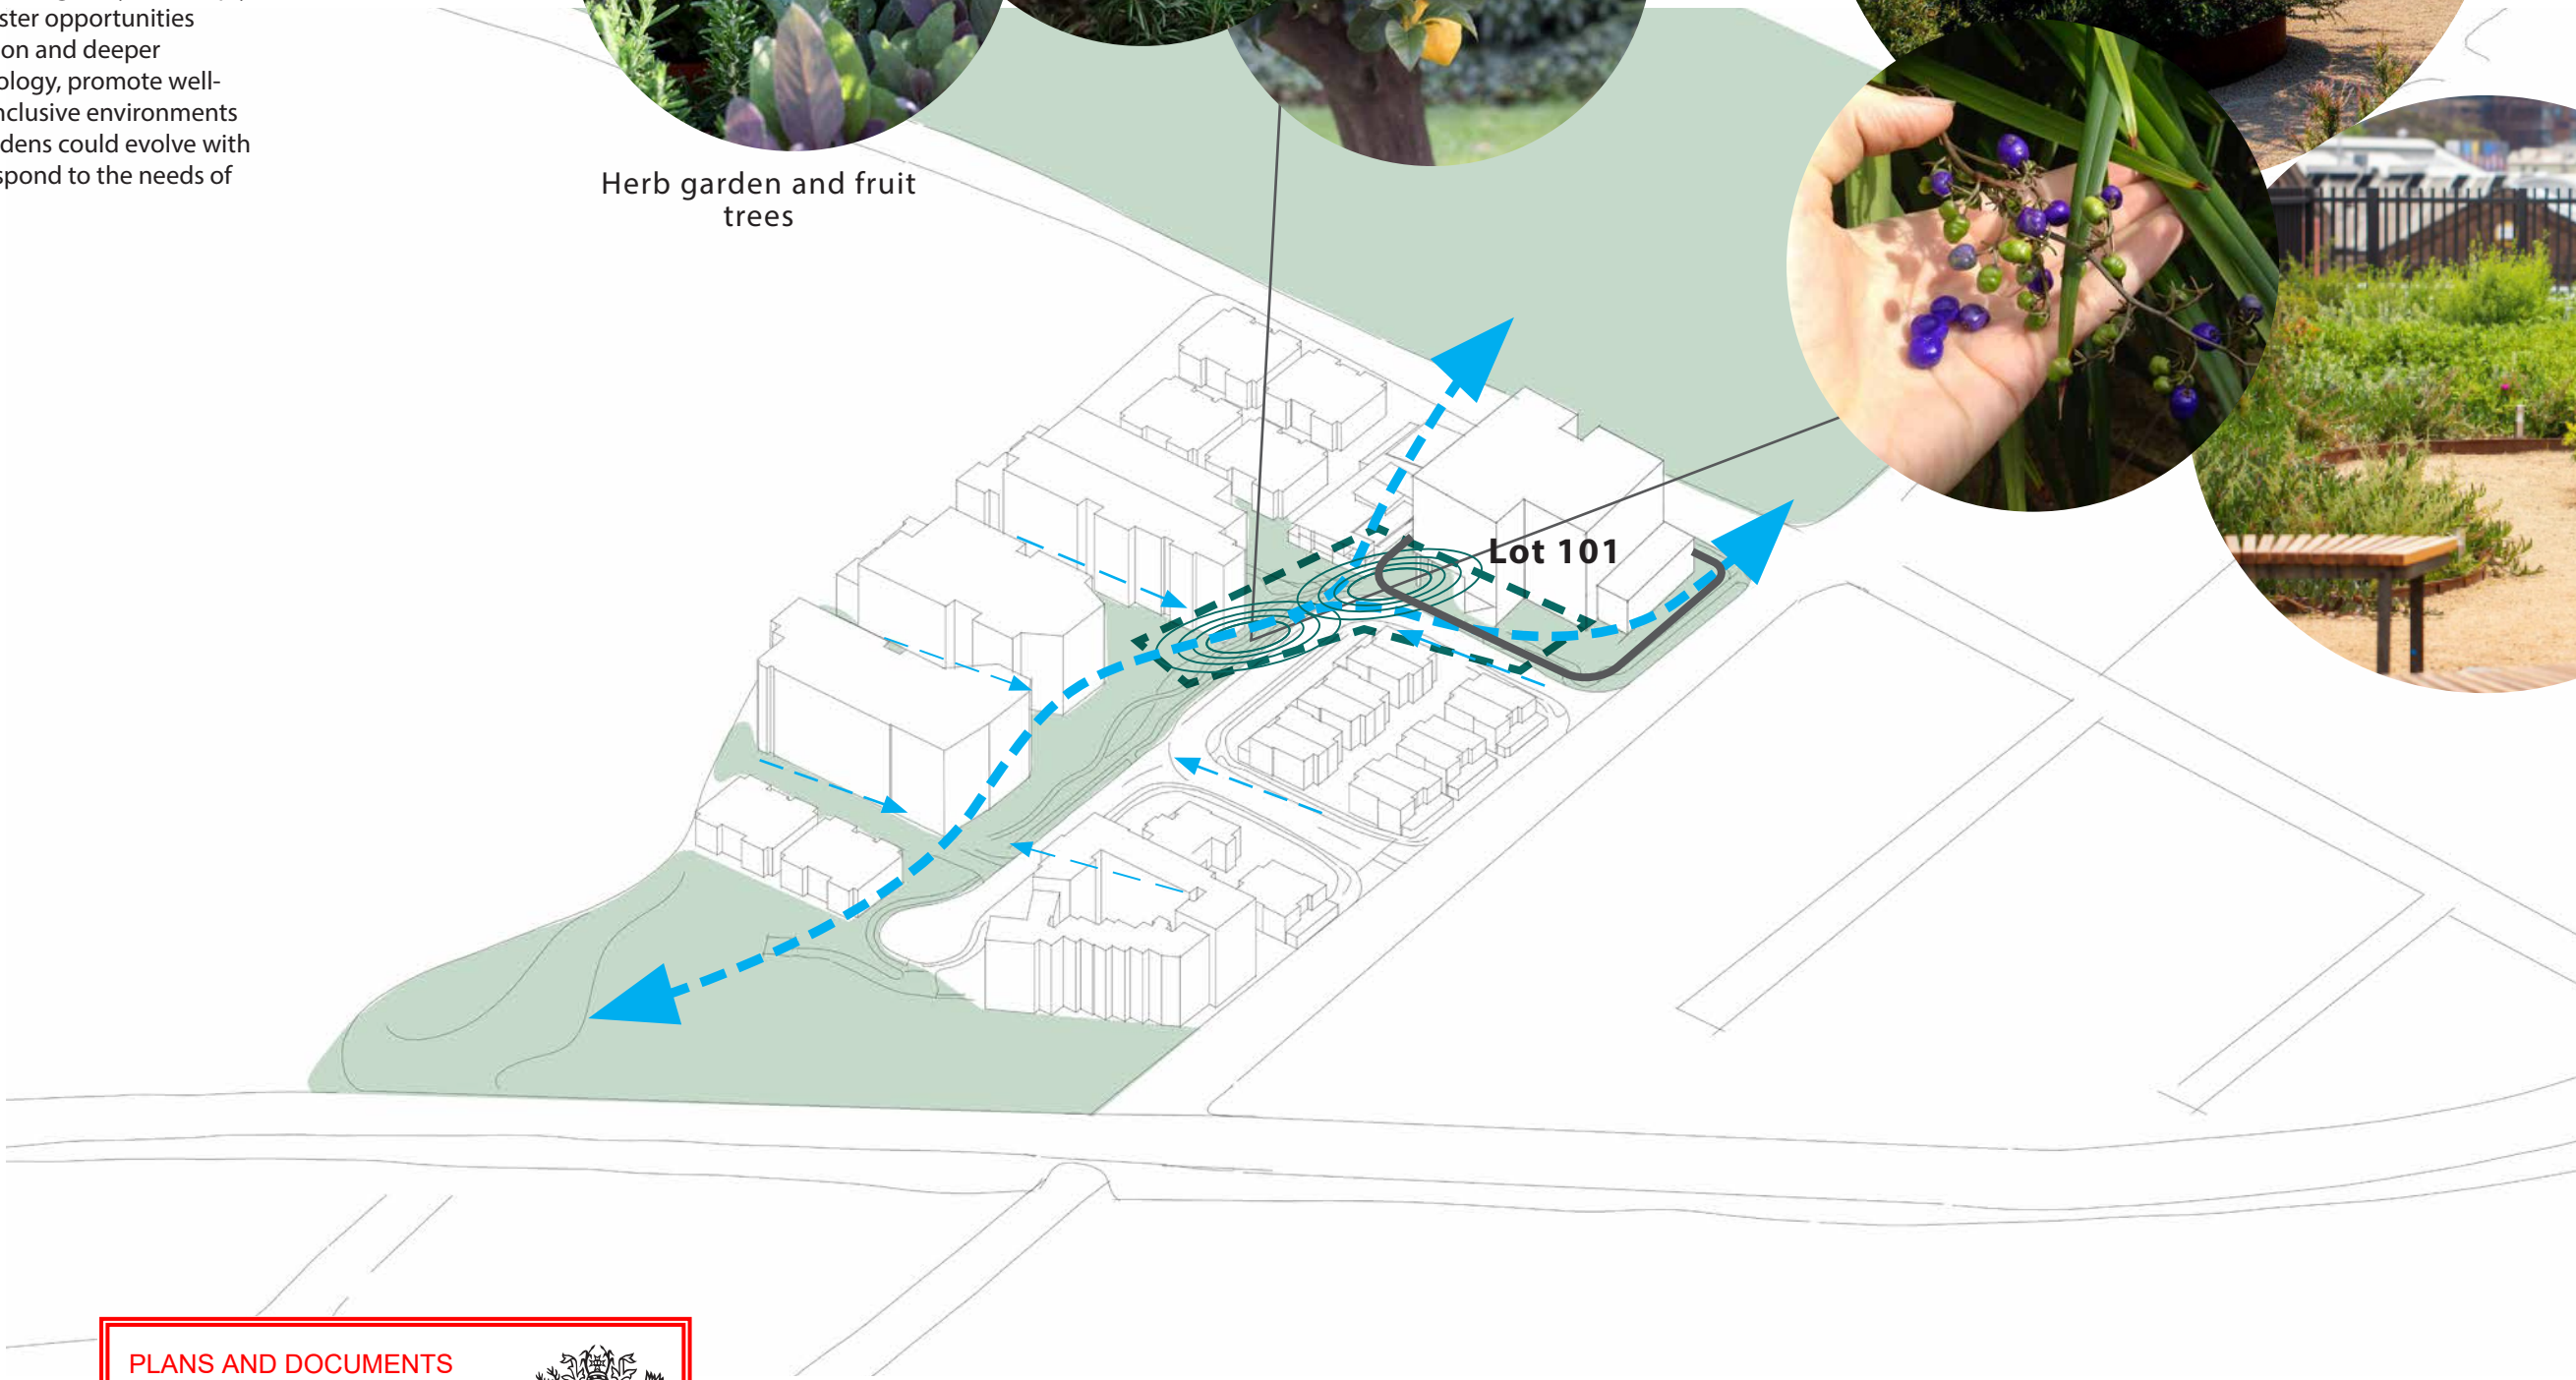 ster opportunities
on and deeper
ology, promote well-
nclusive environments
dens could evolve with
spond to the needs of
Herb garden and fruit
trees
Lot 101
PLANS AND DOCUMENTS